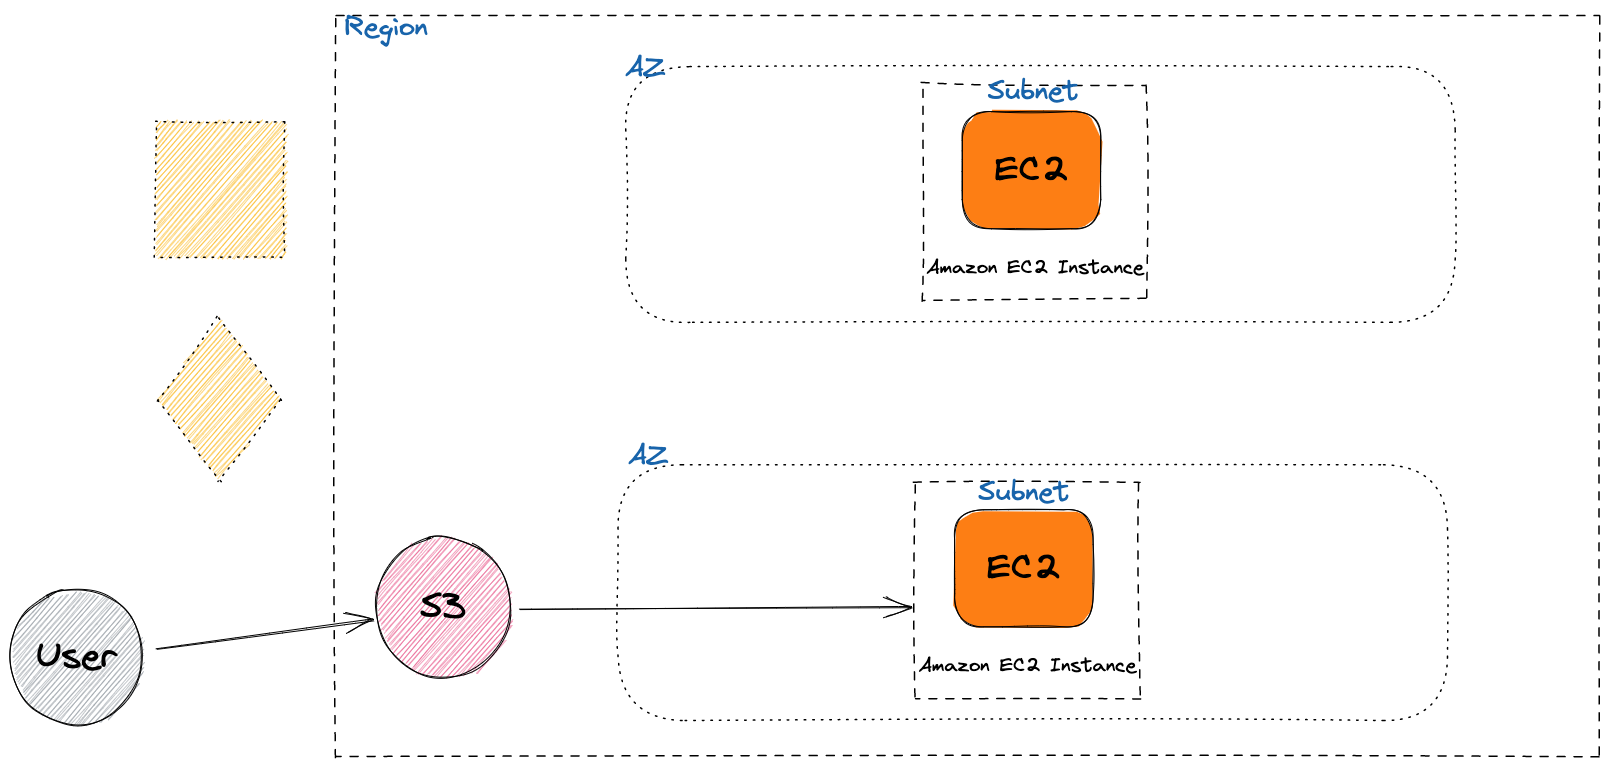 Region
AZ
Subnet
EC2
Amazon EC2 Instance
AZ
Subnet
EC2
Amazon EC2 Instance
S3
User